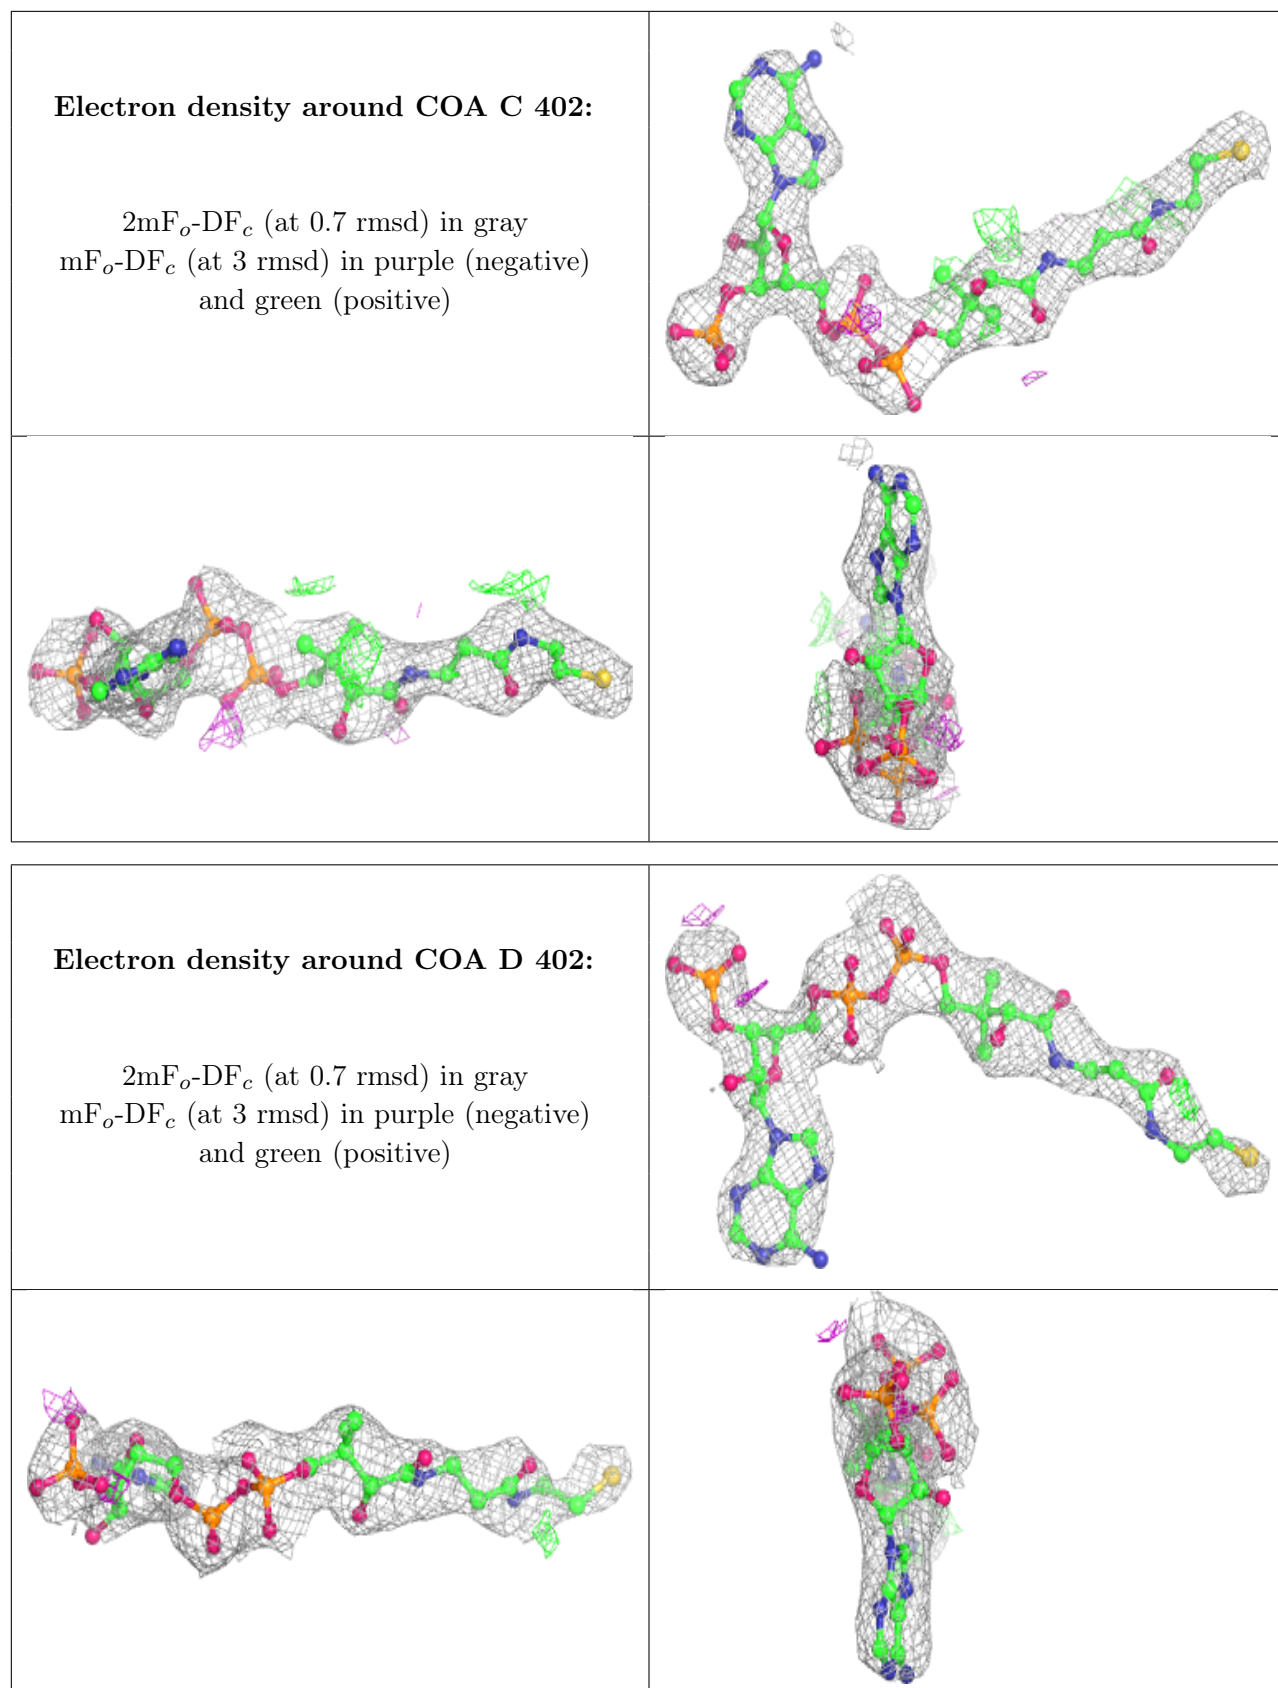 Electron density around COA C 402:
2mFₒ-DF𝒸 (at 0.7 rmsd) in gray
mFₒ-DF𝒸 (at 3 rmsd) in purple (negative)
and green (positive)
Electron density around COA D 402:
2mFₒ-DF𝒸 (at 0.7 rmsd) in gray
mFₒ-DF𝒸 (at 3 rmsd) in purple (negative)
and green (positive)